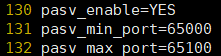 130 pasv_enable=YES
131 pasv_min_port=65000
132 pasv_max_port=65100